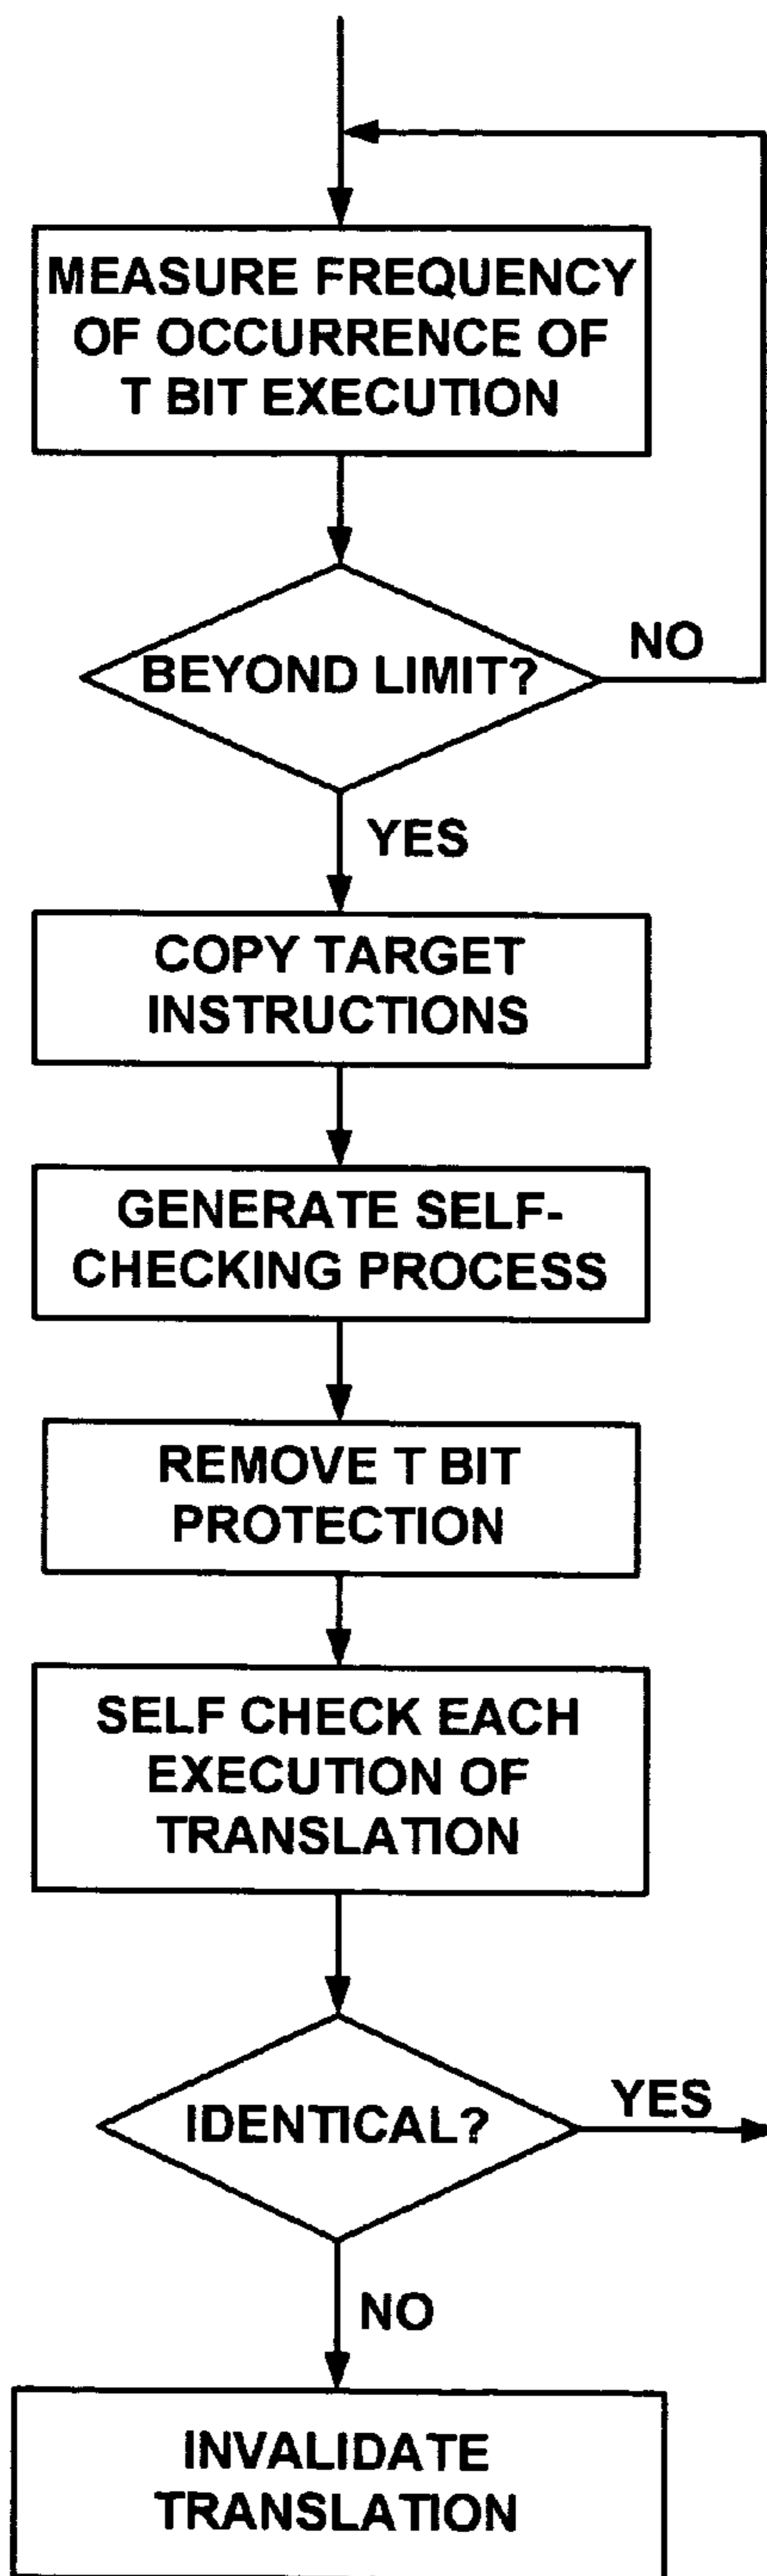 MEASURE FREQUENCY
OF OCCURRENCE OF
T BIT EXECUTION
BEYOND LIMIT?
NO
YES
COPY TARGET
INSTRUCTIONS
GENERATE SELF-
CHECKING PROCESS
REMOVE T BIT
PROTECTION
SELF CHECK EACH
EXECUTION OF
TRANSLATION
IDENTICAL?
YES
NO
INVALIDATE
TRANSLATION